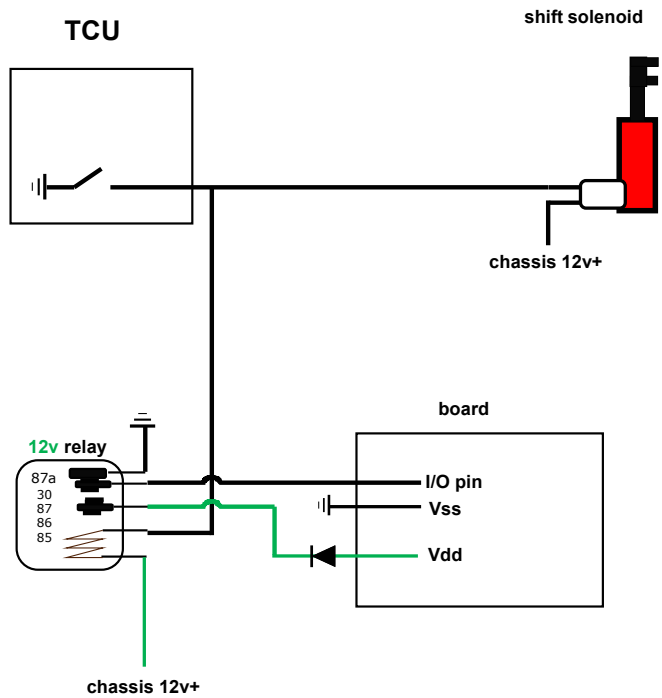 shift solenoid
TCU
chassis 12v+
board
12v relay
87a
30
87
86
85
I/O pin
Vss
Vdd
chassis 12v+